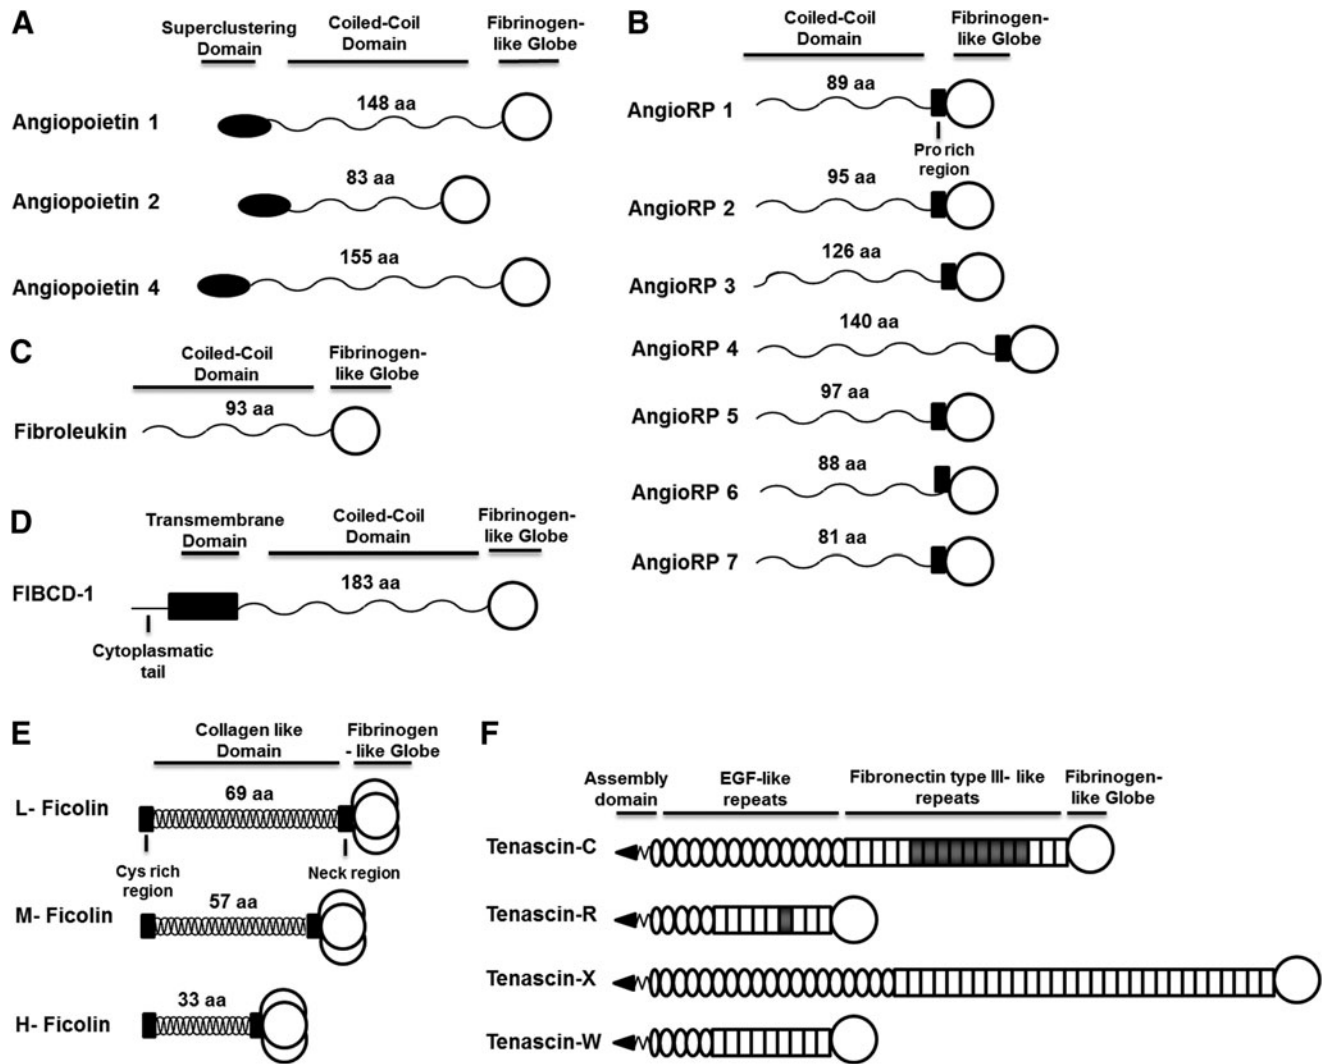 A
Superclustering
Domain
Coiled-Coil
Domain
Fibrinogen-
like Globe
Angiopoietin 1
148 aa
Angiopoietin 2
83 aa
Angiopoietin 4
155 aa
B
Coiled-Coil
Domain
Fibrinogen-
like Globe
AngioRP 1
89 aa
Pro rich
region
AngioRP 2
95 aa
AngioRP 3
126 aa
AngioRP 4
140 aa
AngioRP 5
97 aa
AngioRP 6
88 aa
AngioRP 7
81 aa
C
Coiled-Coil
Domain
Fibrinogen-
like Globe
Fibroleukin
93 aa
D
Transmembrane
Domain
Coiled-Coil
Domain
Fibrinogen-
like Globe
FIBCD-1
183 aa
Cytoplasmatic
tail
E
Collagen like
Domain
Fibrinogen
- like Globe
L- Ficolin
69 aa
Cys rich
region
Neck region
M- Ficolin
57 aa
H- Ficolin
33 aa
F
Assembly
domain
EGF-like
repeats
Fibronectin type III- like
repeats
Fibrinogen-
like Globe
Tenascin-C
Tenascin-R
Tenascin-X
Tenascin-W